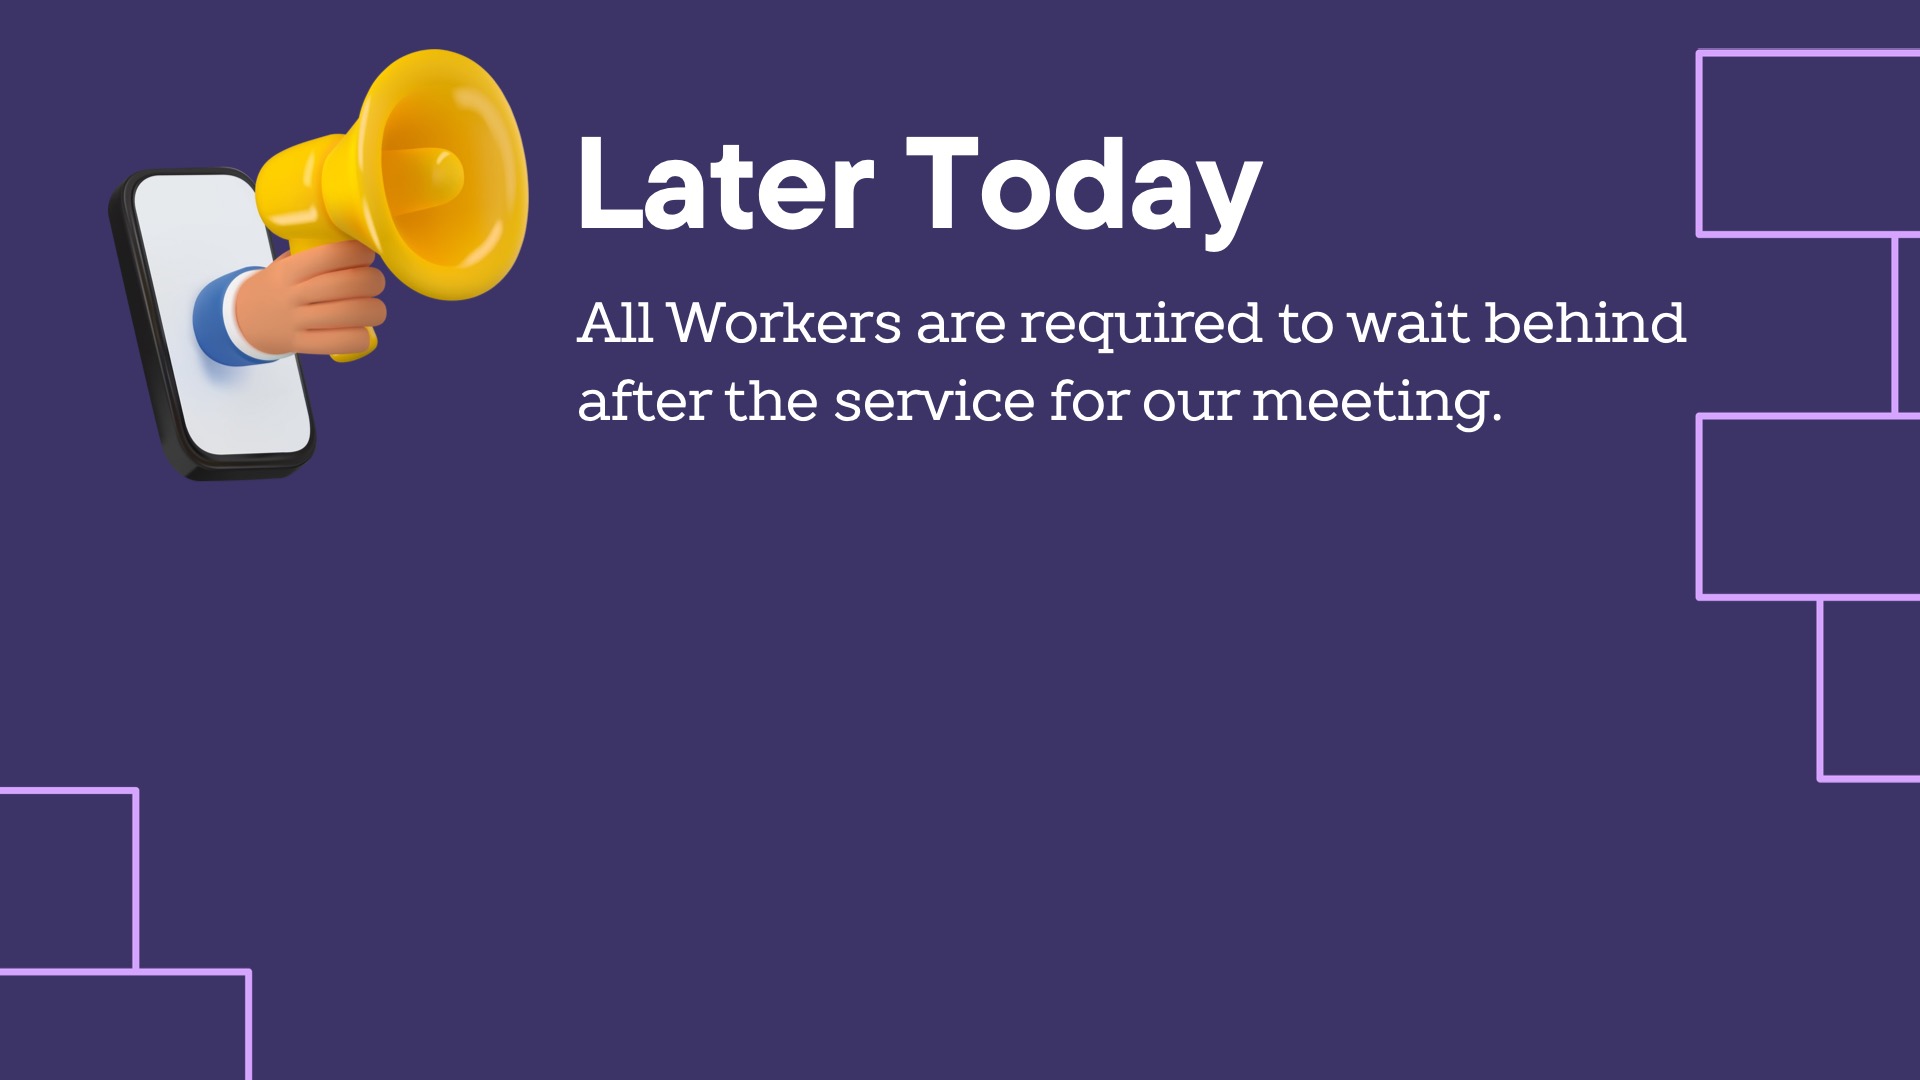 Later Today
All Workers are required to wait behind
after the service for our meeting.